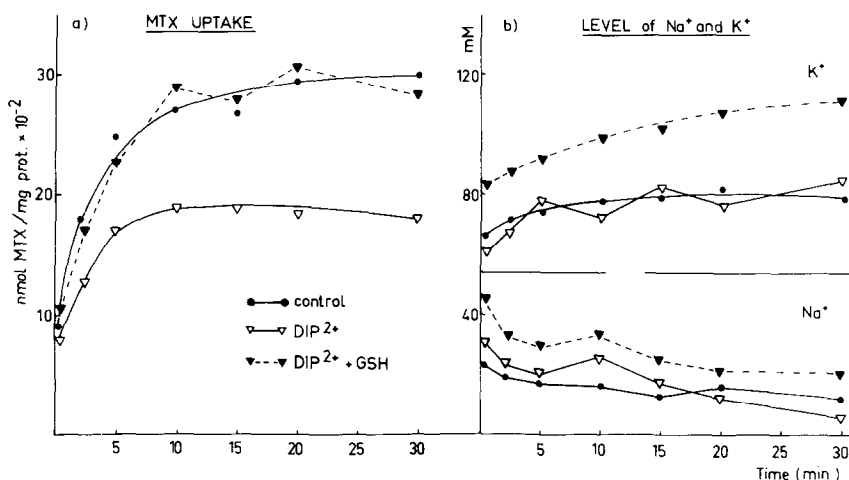 a) MTX UPTAKE
nmol MTX / mg prot. × 10⁻²
30
20
10
control
DIP²⁺
DIP²⁺ + GSH
5 10 15 20 25 30
b) LEVEL of Na⁺ and K⁺
mM
120
80
40
K⁺
Na⁺
5 10 15 20 25 30
Time (min.)